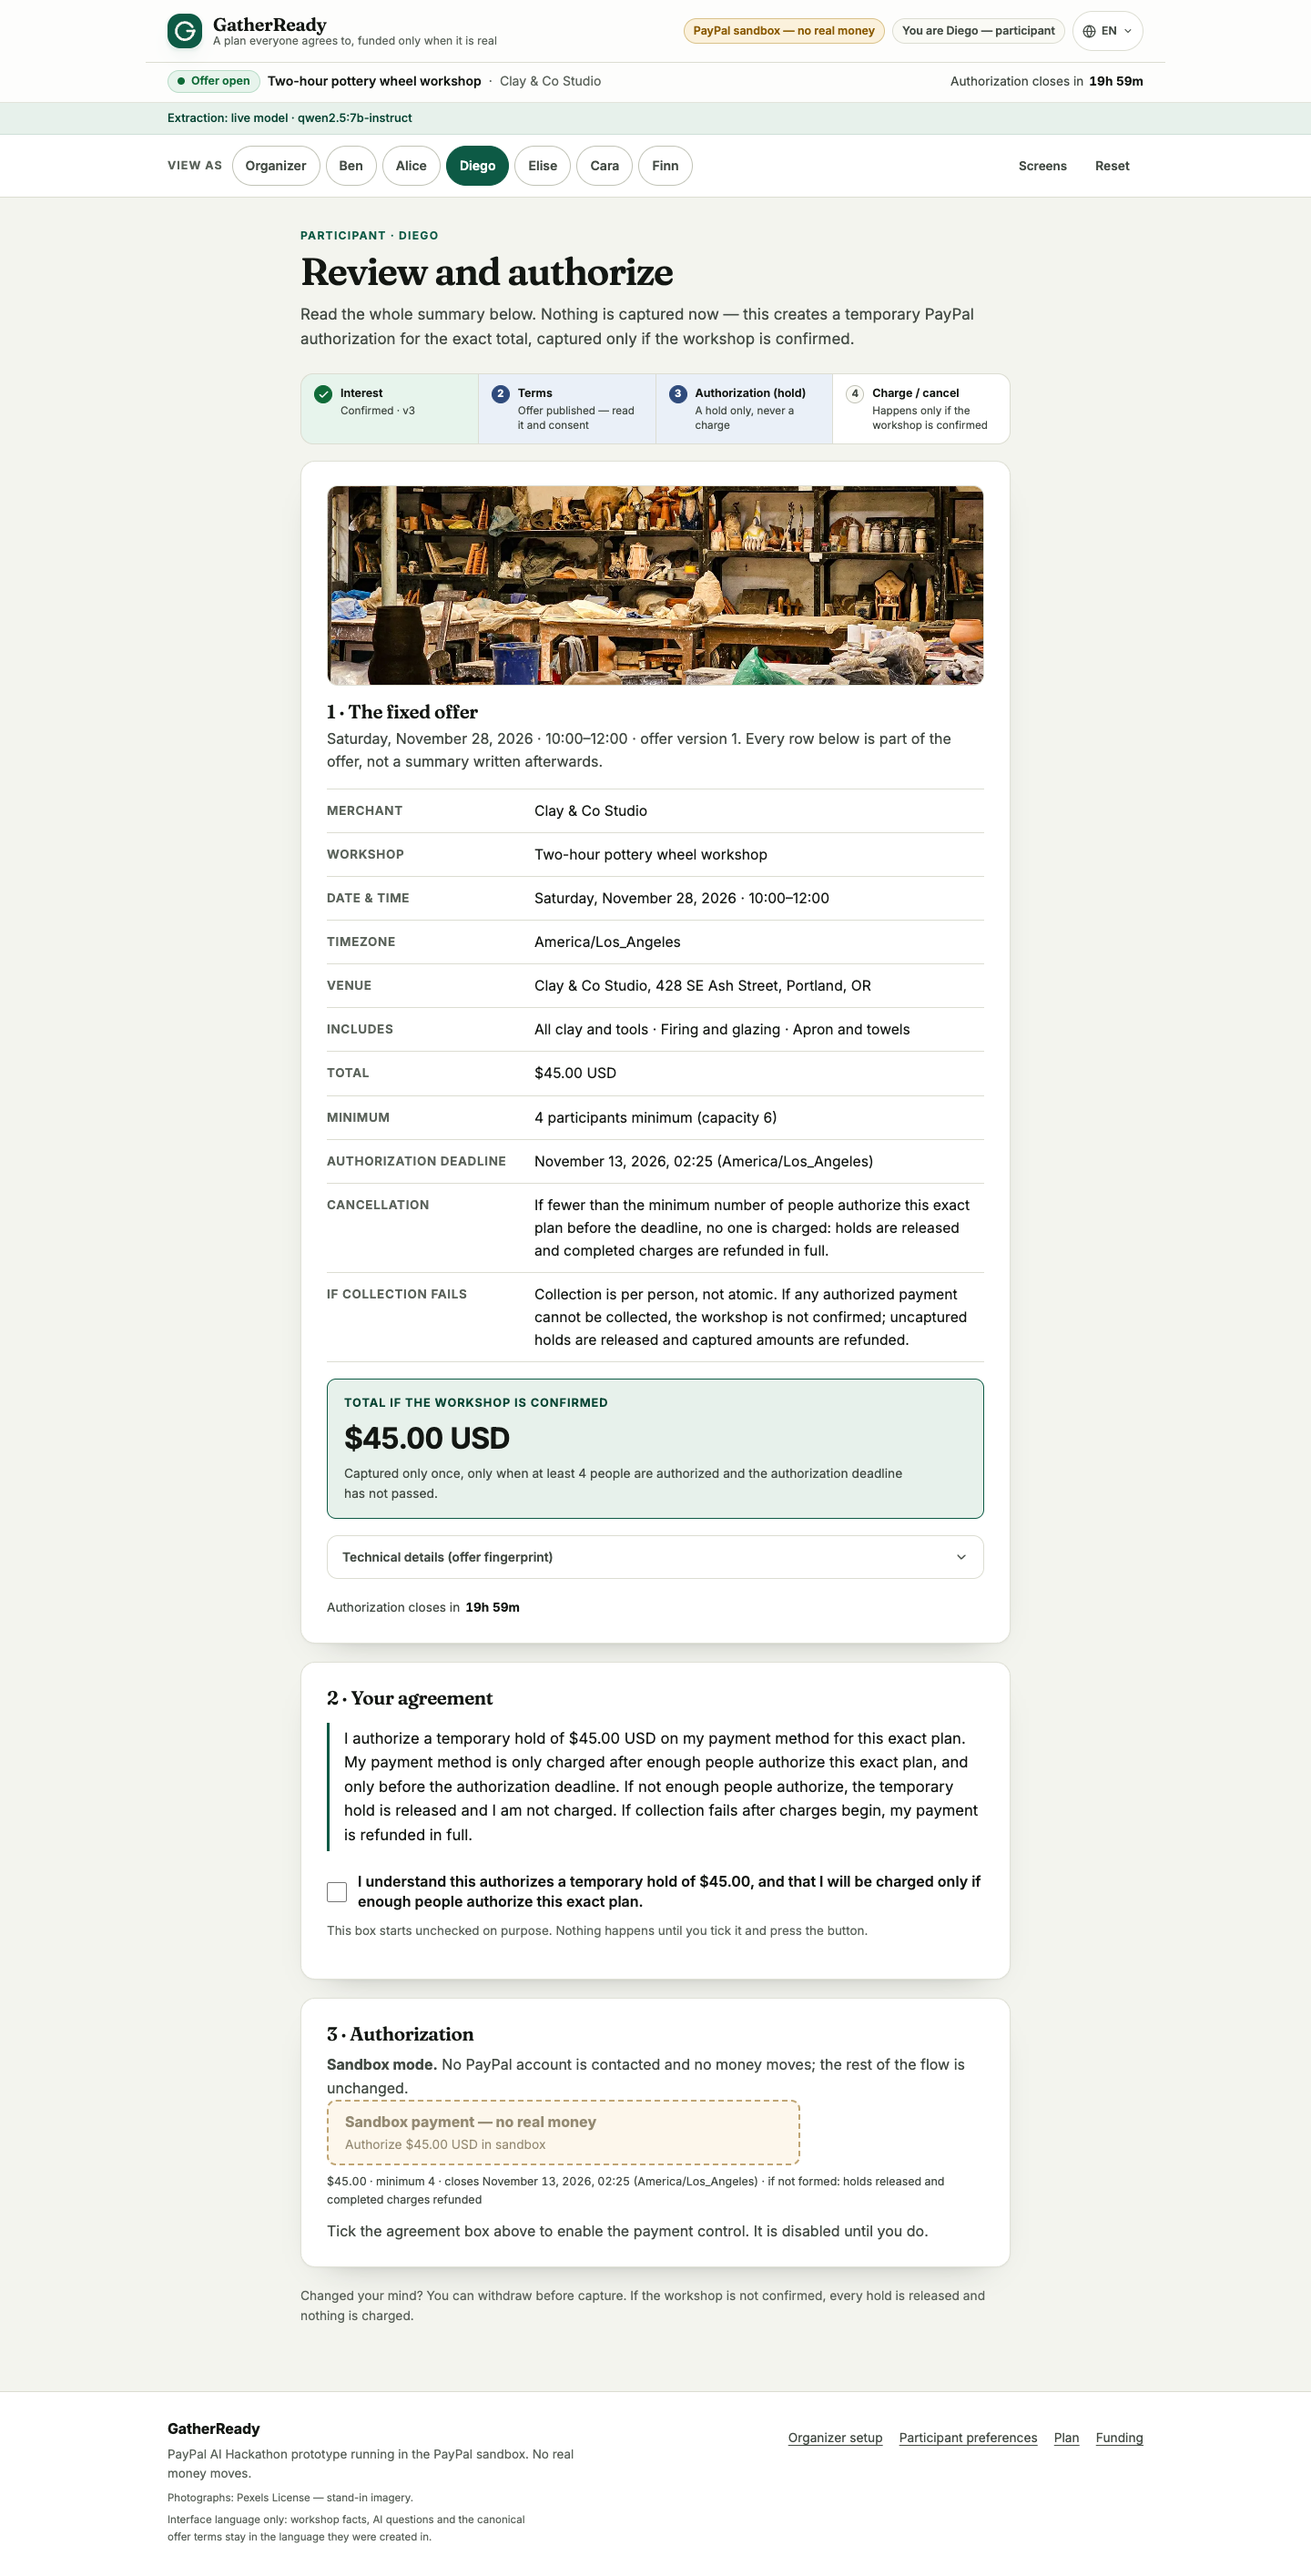 GatherReady
A plan everyone agrees to, funded only when it is real
PayPal sandbox — no real money
You are Diego — participant
EN
Offer open
Two-hour pottery wheel workshop · Clay & Co Studio
Authorization closes in 19h 59m
Extraction: live model · qwen2.5:7b-instruct
VIEW AS
Organizer
Ben
Alice
Diego
Elise
Cara
Finn
Screens
Reset
PARTICIPANT · DIEGO
Review and authorize
Read the whole summary below. Nothing is captured now — this creates a temporary PayPal
authorization for the exact total, captured only if the workshop is confirmed.
Interest
Confirmed · v3
2
Terms
Offer published — read
it and consent
3
Authorization (hold)
A hold only, never a
charge
4
Charge / cancel
Happens only if the
workshop is confirmed
1 · The fixed offer
Saturday, November 28, 2026 · 10:00–12:00 · offer version 1. Every row below is part of the
offer, not a summary written afterwards.
MERCHANT
Clay & Co Studio
WORKSHOP
Two-hour pottery wheel workshop
DATE & TIME
Saturday, November 28, 2026 · 10:00–12:00
TIMEZONE
America/Los_Angeles
VENUE
Clay & Co Studio, 428 SE Ash Street, Portland, OR
INCLUDES
All clay and tools · Firing and glazing · Apron and towels
TOTAL
$45.00 USD
MINIMUM
4 participants minimum (capacity 6)
AUTHORIZATION DEADLINE
November 13, 2026, 02:25 (America/Los_Angeles)
CANCELLATION
If fewer than the minimum number of people authorize this exact
plan before the deadline, no one is charged: holds are released
and completed charges are refunded in full.
IF COLLECTION FAILS
Collection is per person, not atomic. If any authorized payment
cannot be collected, the workshop is not confirmed; uncaptured
holds are released and captured amounts are refunded.
TOTAL IF THE WORKSHOP IS CONFIRMED
$45.00 USD
Captured only once, only when at least 4 people are authorized and the authorization deadline
has not passed.
Technical details (offer fingerprint)
Authorization closes in 19h 59m
2 · Your agreement
I authorize a temporary hold of $45.00 USD on my payment method for this exact plan.
My payment method is only charged after enough people authorize this exact plan, and
only before the authorization deadline. If not enough people authorize, the temporary
hold is released and I am not charged. If collection fails after charges begin, my payment
is refunded in full.
I understand this authorizes a temporary hold of $45.00, and that I will be charged only if
enough people authorize this exact plan.
This box starts unchecked on purpose. Nothing happens until you tick it and press the button.
3 · Authorization
Sandbox mode. No PayPal account is contacted and no money moves; the rest of the flow is
unchanged.
Sandbox payment — no real money
Authorize $45.00 USD in sandbox
$45.00 · minimum 4 · closes November 13, 2026, 02:25 (America/Los_Angeles) · if not formed: holds released and
completed charges refunded
Tick the agreement box above to enable the payment control. It is disabled until you do.
Changed your mind? You can withdraw before capture. If the workshop is not confirmed, every hold is released and
nothing is charged.
GatherReady
PayPal AI Hackathon prototype running in the PayPal sandbox. No real
money moves.
Photographs: Pexels License — stand-in imagery.
Interface language only: workshop facts, AI questions and the canonical
offer terms stay in the language they were created in.
Organizer setup
Participant preferences
Plan
Funding